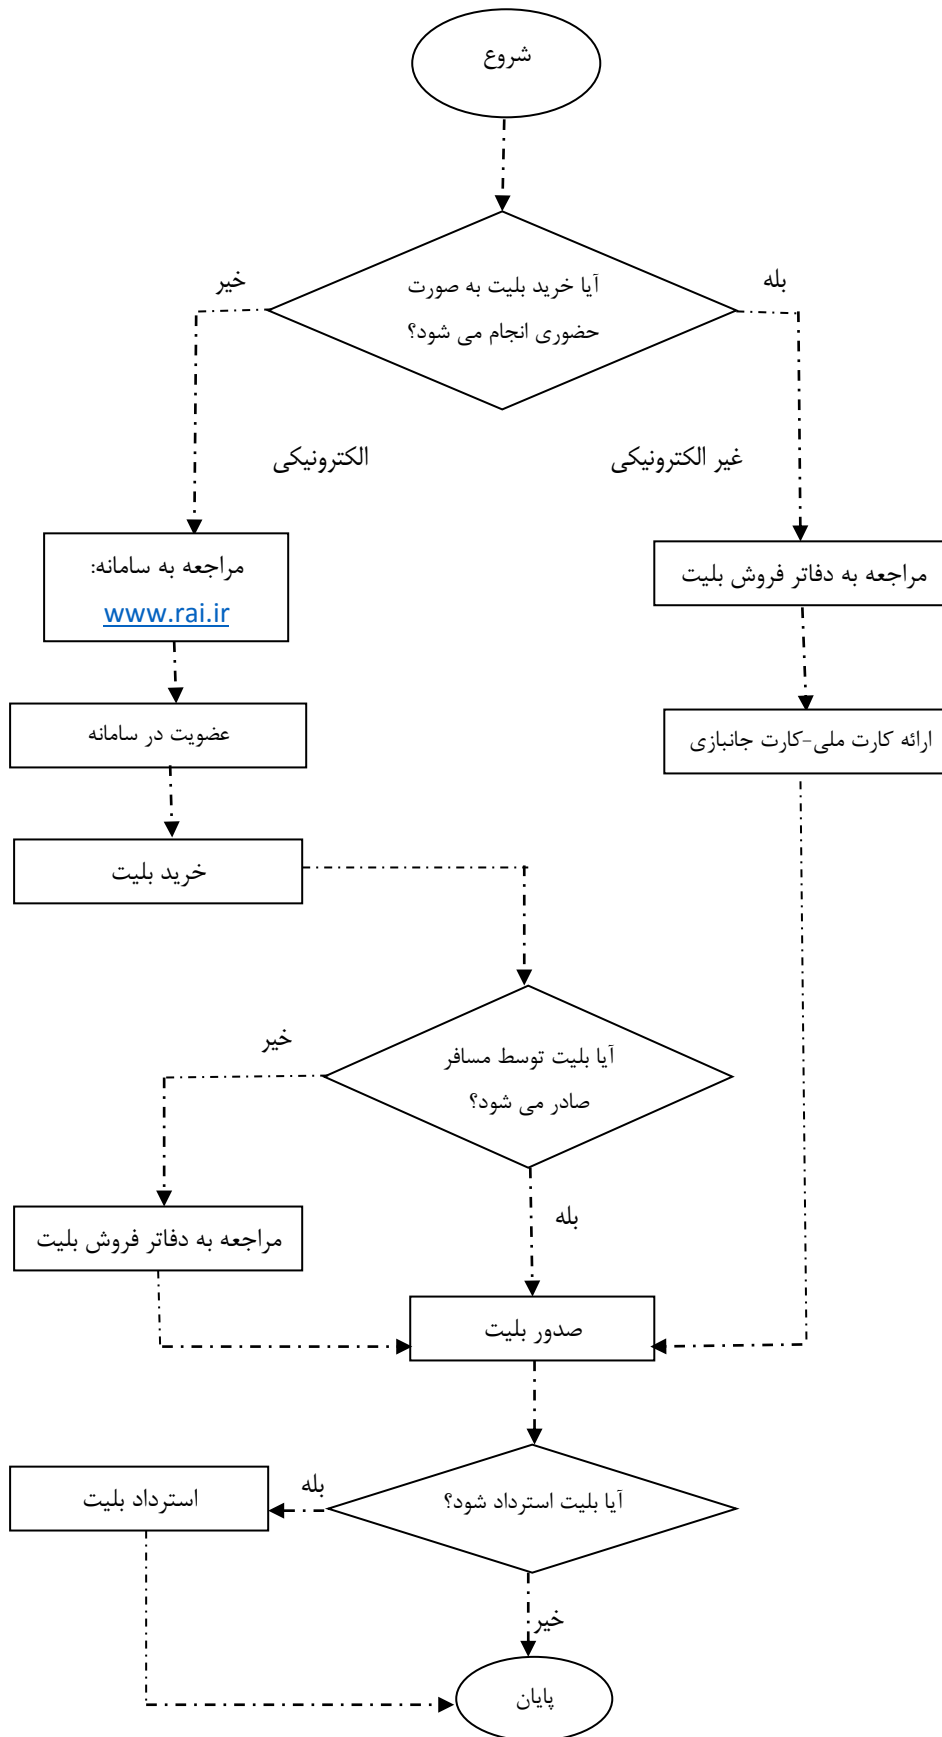 شروع
بله
خیر
آیا خرید بلیت به صورت
حضوری انجام می شود؟
غیر الکترونیکی
الکترونیکی
مراجعه به دفاتر فروش بلیت
مراجعه به سامانه:
www.rai.ir
ارائه کارت ملی-کارت جانبازی
عضویت در سامانه
خرید بلیت
خیر
آیا بلیت توسط مسافر
صادر می شود؟
بله
مراجعه به دفاتر فروش بلیت
صدور بلیت
آیا بلیت استرداد شود؟
بله
استرداد بلیت
خیر
پایان